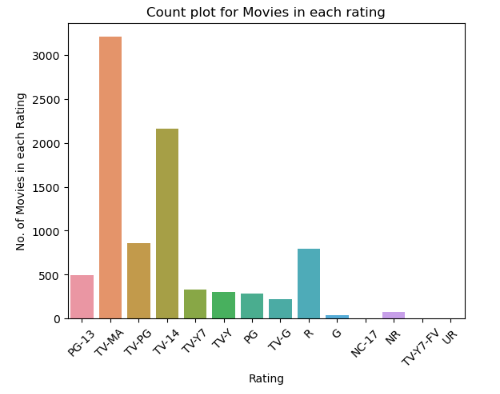 Count plot for Movies in each rating
No. of Movies in each Rating
3000
2500
2000
1500
1000
500
0
PG-13
TV-MA
TV-PG
TV-14
TV-Y7
TV-Y
PG
TV-G
R
G
NC-17
NR
TV-Y7-FV
UR
Rating